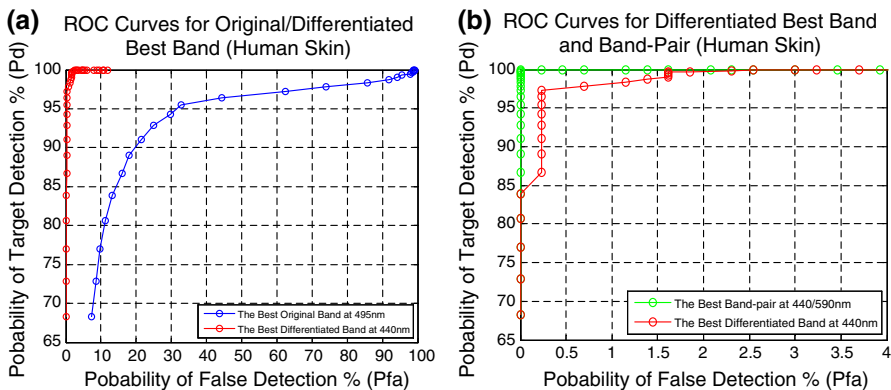 (a)
ROC Curves for Original/Differentiated
Best Band (Human Skin)
Pobability of Target Detection % (Pd)
100
95
90
85
80
75
70
65
0 10 20 30 40 50 60 70 80 90 100
The Best Original Band at 495nm
The Best Differentiated Band at 440nm
Pobability of False Detection % (Pfa)
(b)
ROC Curves for Differentiated Best Band
and Band-Pair (Human Skin)
Pobability of Target Detection % (Pd)
100
95
90
85
80
75
70
65
0 0.5 1 1.5 2 2.5 3 3.5 4
The Best Band-pair at 440/590nm
The Best Differentiated Band at 440nm
Pobability of False Detection % (Pfa)